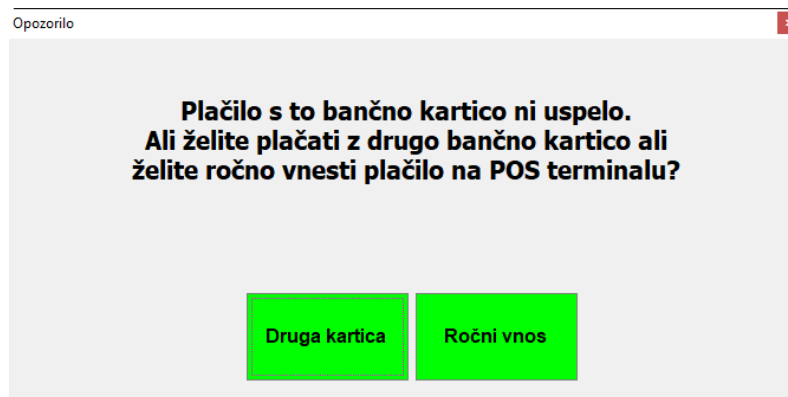 Opozorilo
Plačilo s to bančno kartico ni uspelo.
Ali želite plačati z drugo bančno kartico ali
želite ročno vnesti plačilo na POS terminalu?
Druga kartica
Ročni vnos